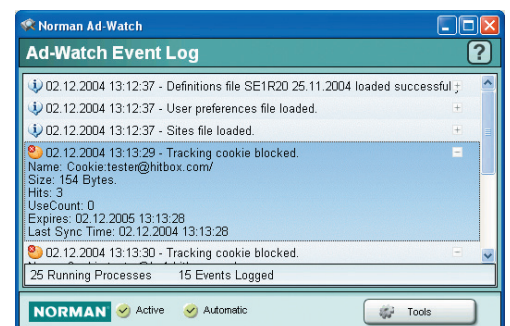 Norman Ad-Watch
Ad-Watch Event Log
?
02.12.2004 13:12:37 - Definitions file SE1R20 25.11.2004 loaded successful
02.12.2004 13:12:37 - User preferences file loaded.
02.12.2004 13:12:37 - Sites file loaded.
02.12.2004 13:13:29 - Tracking cookie blocked.
Name: Cookie:tester@hitbox.com/
Size: 154 Bytes.
Hits: 3
UseCount: 0
Expires: 02.12.2005 13:13:28
Last Sync Time: 02.12.2004 13:13:28
02.12.2004 13:13:30 - Tracking cookie blocked.
25 Running Processes 15 Events Logged
NORMAN Active Automatic Tools